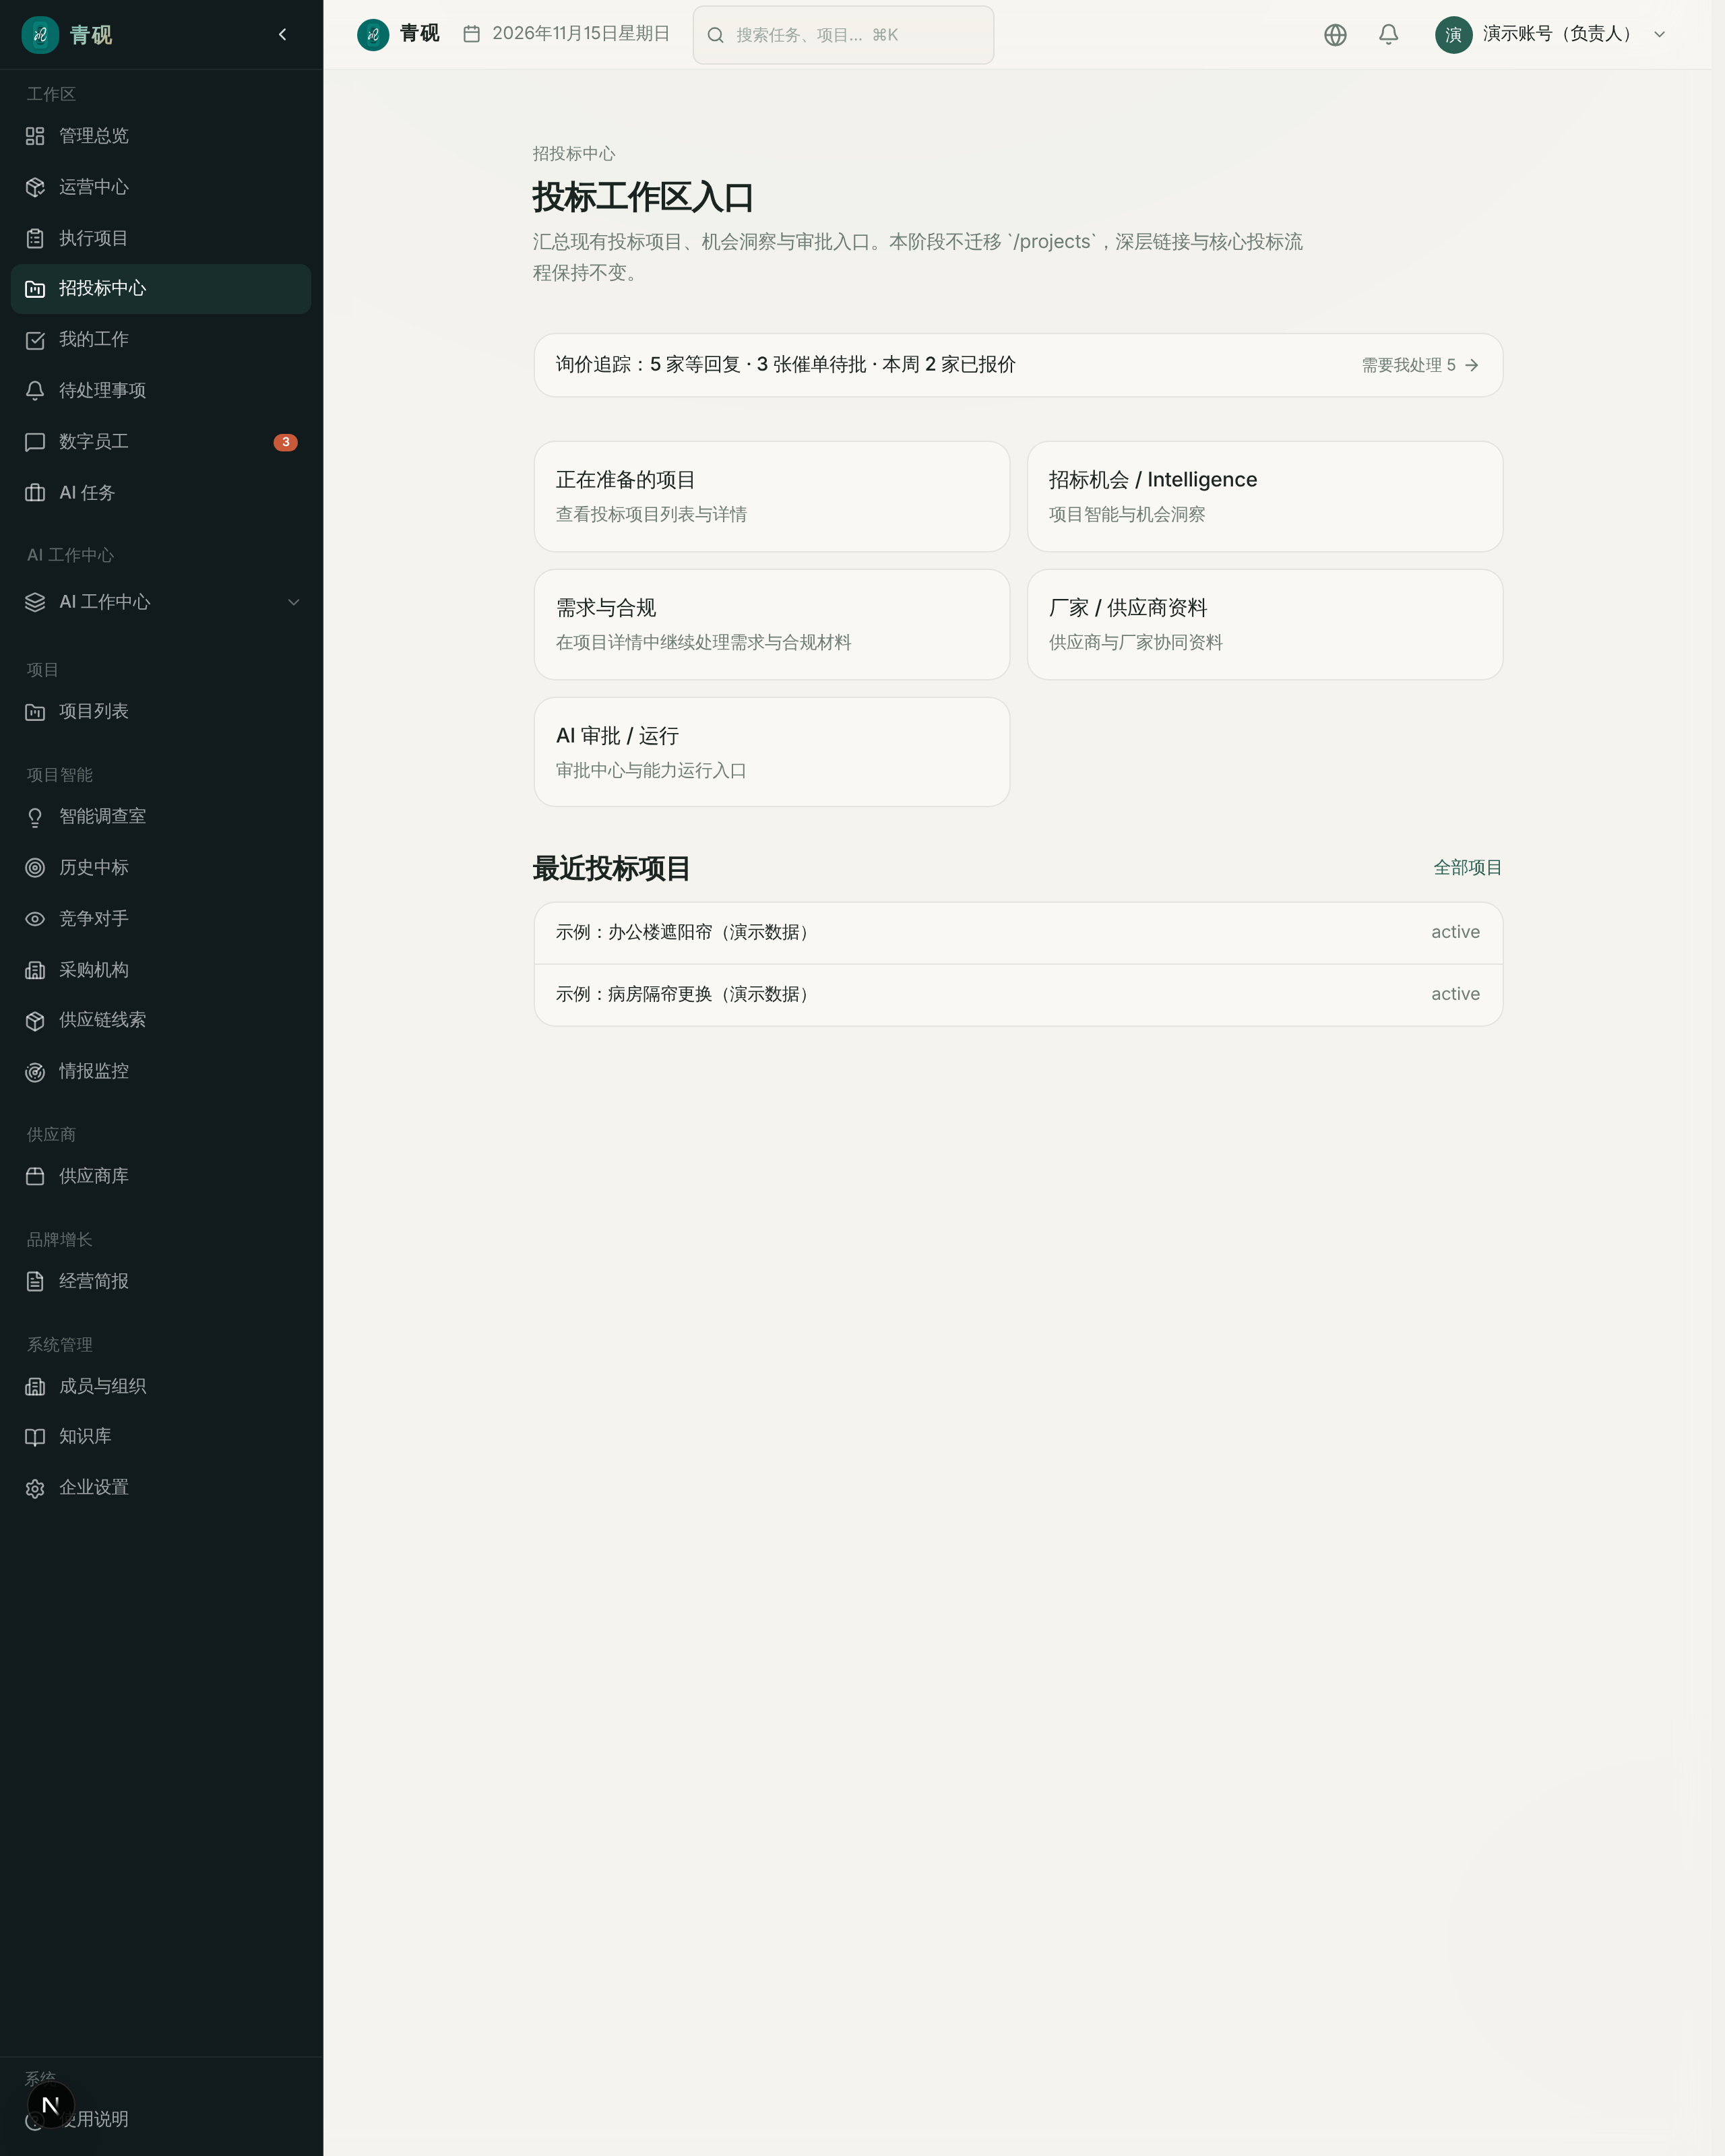 青砚
工作区
管理总览
运营中心
执行项目
招投标中心
我的工作
待处理事项
数字员工 3
AI 任务
AI 工作中心
AI 工作中心
项目
项目列表
项目智能
智能调查室
历史中标
竞争对手
采购机构
供应链线索
情报监控
供应商
供应商库
品牌增长
经营简报
系统管理
成员与组织
知识库
企业设置
系统
N
使用说明
青砚 2026年11月15日星期日 搜索任务、项目... ⌘K 演 演示账号（负责人）
招投标中心
投标工作区入口
汇总现有投标项目、机会洞察与审批入口。本阶段不迁移 `/projects`，深层链接与核心投标流
程保持不变。
询价追踪：5 家等回复 · 3 张催单待批 · 本周 2 家已报价 需要我处理 5 →
正在准备的项目
查看投标项目列表与详情
招标机会 / Intelligence
项目智能与机会洞察
需求与合规
在项目详情中继续处理需求与合规材料
厂家 / 供应商资料
供应商与厂家协同资料
AI 审批 / 运行
审批中心与能力运行入口
最近投标项目 全部项目
示例：办公楼遮阳帘（演示数据） active
示例：病房隔帘更换（演示数据） active